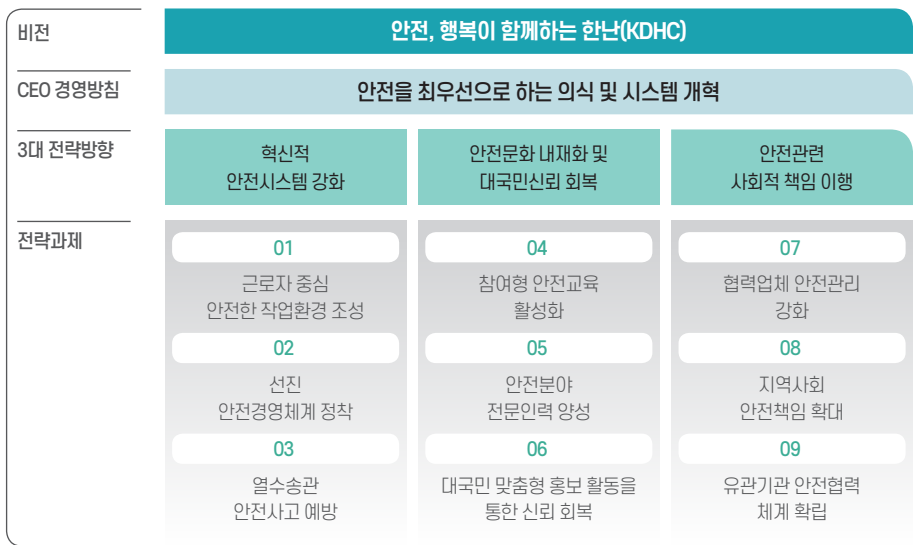 비전
안전, 행복이 함께하는 한난(KDHC)
CEO 경영방침
안전을 최우선으로 하는 의식 및 시스템 개혁
3대 전략방향
혁신적
안전시스템 강화
안전문화 내재화 및
대국민신뢰 회복
안전관련
사회적 책임 이행
전략과제
01
근로자 중심
안전한 작업환경 조성
02
선진
안전경영체계 정착
03
열수송관
안전사고 예방
04
참여형 안전교육
활성화
05
안전분야
전문인력 양성
06
대국민 맞춤형 홍보 활동을
통한 신뢰 회복
07
협력업체 안전관리
강화
08
지역사회
안전책임 확대
09
유관기관 안전협력
체계 확립